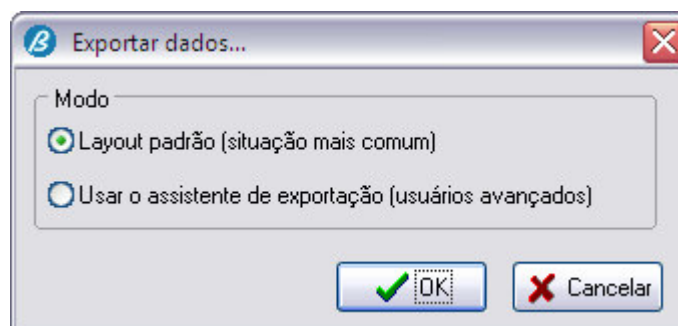 Exportar dados...
Modo
Layout padrão (situação mais comum)
Usar o assistente de exportação (usuários avançados)
OK Cancelar